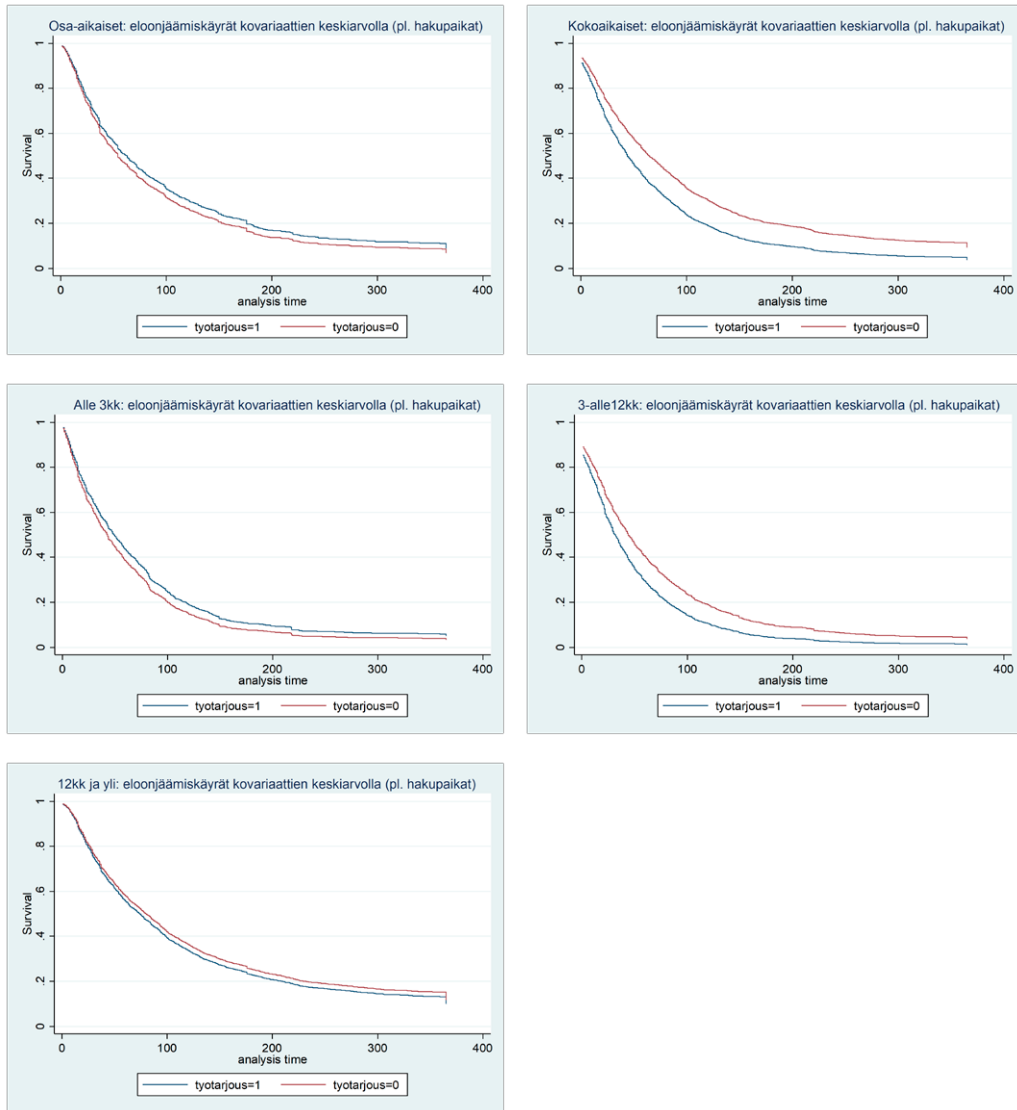 Osa-aikaiset: eloonjäämiskäyrät kovariaattien keskiarvolla (pl. hakupaikat)
Survival
1
.8
.6
.4
.2
0
0 100 200 300 400
analysis time
tyotarjous=1 tyotarjous=0
Kokoaikaiset: eloonjäämiskäyrät kovariaattien keskiarvolla (pl. hakupaikat)
Survival
1
.8
.6
.4
.2
0
0 100 200 300 400
analysis time
tyotarjous=1 tyotarjous=0
Alle 3kk: eloonjäämiskäyrät kovariaattien keskiarvolla (pl. hakupaikat)
Survival
1
.8
.6
.4
.2
0
0 100 200 300 400
analysis time
tyotarjous=1 tyotarjous=0
3-alle12kk: eloonjäämiskäyrät kovariaattien keskiarvolla (pl. hakupaikat)
Survival
1
.8
.6
.4
.2
0
0 100 200 300 400
analysis time
tyotarjous=1 tyotarjous=0
12kk ja yli: eloonjäämiskäyrät kovariaattien keskiarvolla (pl. hakupaikat)
Survival
1
.8
.6
.4
.2
0
0 100 200 300 400
analysis time
tyotarjous=1 tyotarjous=0